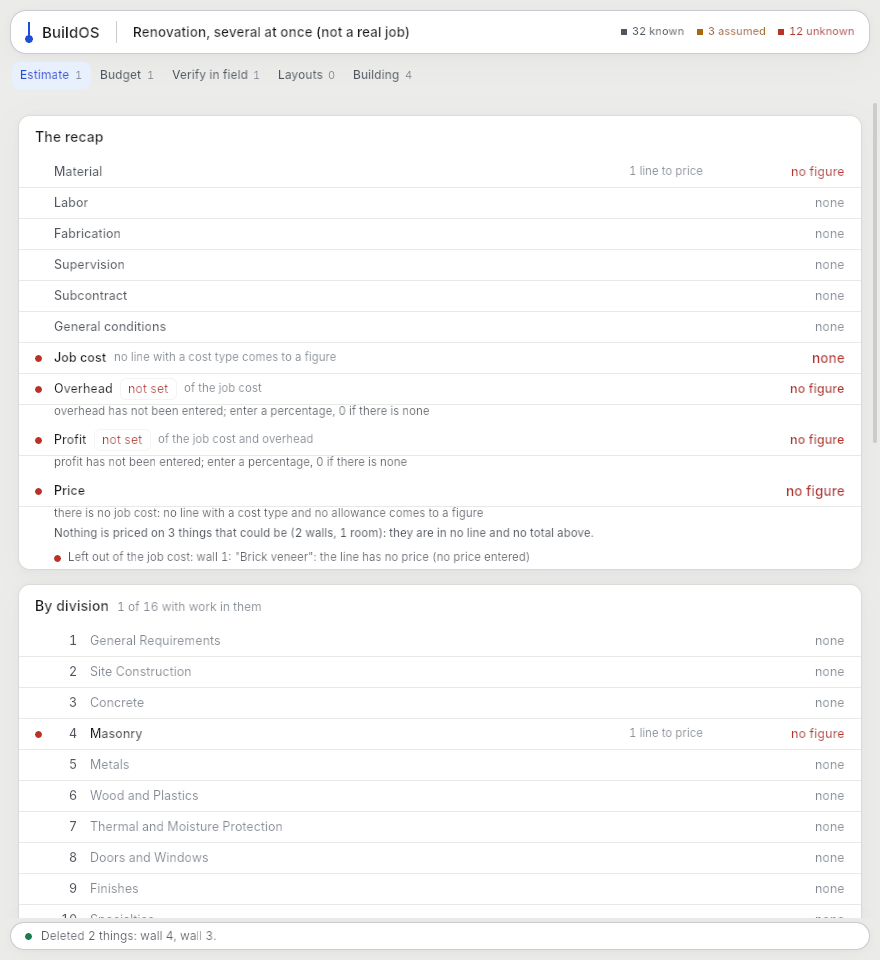 BuildOS
Renovation, several at once (not a real job)
32 known 3 assumed 12 unknown
Estimate 1 Budget 1 Verify in field 1 Layouts 0 Building 4
The recap
Material 1 line to price no figure
Labor none
Fabrication none
Supervision none
Subcontract none
General conditions none
Job cost no line with a cost type comes to a figure none
Overhead not set of the job cost no figure
overhead has not been entered; enter a percentage, 0 if there is none
Profit not set of the job cost and overhead no figure
profit has not been entered; enter a percentage, 0 if there is none
Price no figure
there is no job cost: no line with a cost type and no allowance comes to a figure
Nothing is priced on 3 things that could be (2 walls, 1 room): they are in no line and no total above.
Left out of the job cost: wall 1: "Brick veneer": the line has no price (no price entered)
By division 1 of 16 with work in them
1 General Requirements none
2 Site Construction none
3 Concrete none
4 Masonry 1 line to price no figure
5 Metals none
6 Wood and Plastics none
7 Thermal and Moisture Protection none
8 Doors and Windows none
9 Finishes none
10 Specialties none
Deleted 2 things: wall 4, wall 3.